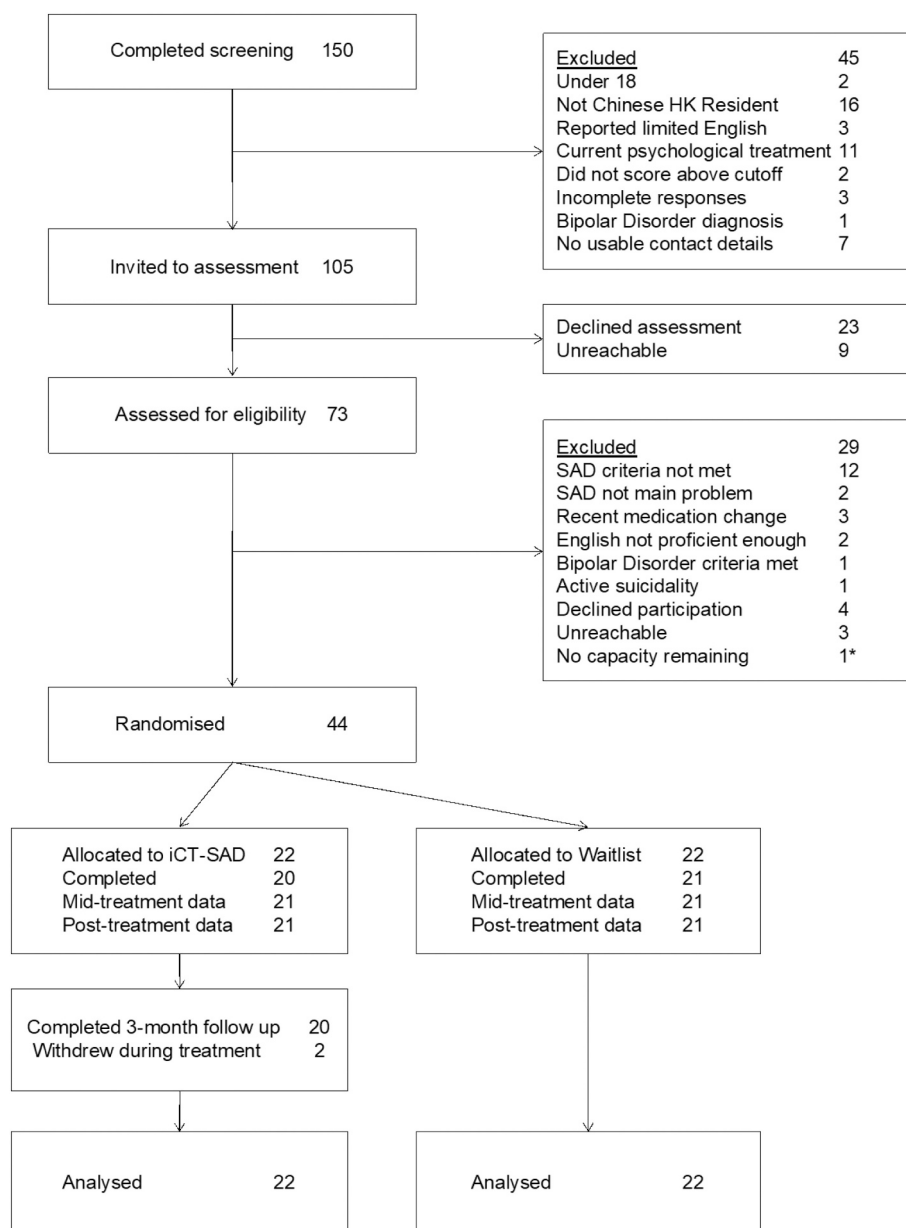 Completed screening 150
Excluded 45
Under 18 2
Not Chinese HK Resident 16
Reported limited English 3
Current psychological treatment 11
Did not score above cutoff 2
Incomplete responses 3
Bipolar Disorder diagnosis 1
No usable contact details 7
Invited to assessment 105
Declined assessment 23
Unreachable 9
Assessed for eligibility 73
Excluded 29
SAD criteria not met 12
SAD not main problem 2
Recent medication change 3
English not proficient enough 2
Bipolar Disorder criteria met 1
Active suicidality 1
Declined participation 4
Unreachable 3
No capacity remaining 1*
Randomised 44
Allocated to iCT-SAD 22
Completed 20
Mid-treatment data 21
Post-treatment data 21
Allocated to Waitlist 22
Completed 21
Mid-treatment data 21
Post-treatment data 21
Completed 3-month follow up 20
Withdrew during treatment 2
Analysed 22
Analysed 22